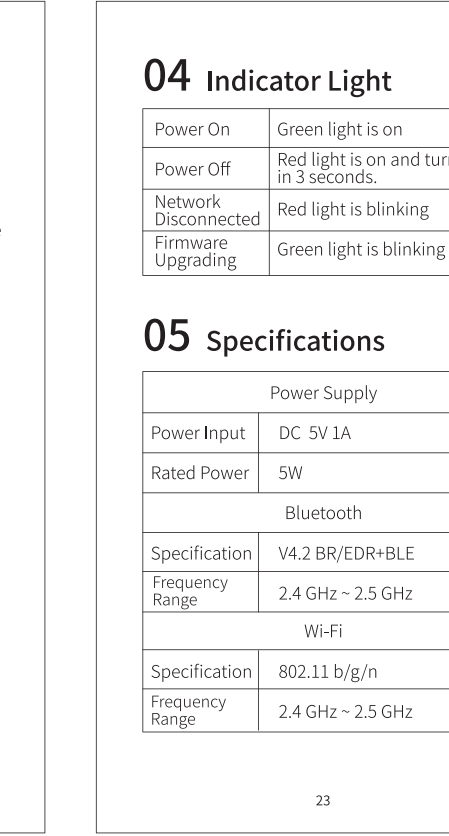 04 Indicator Light
Power On Green light is on
Power Off Red light is on and
in 3 seconds.
Network
Disconnected Red light is blinking
Firmware
Upgrading Green light is blinking
05 Specifications
Power Supply
Power Input DC 5V 1A
Rated Power 5W
Bluetooth
Specification V4.2 BR/EDR+BLE
Frequency
Range 2.4 GHz ~ 2.5 GHz
Wi-Fi
Specification 802.11 b/g/n
Frequency
Range 2.4 GHz ~ 2.5 GHz
23